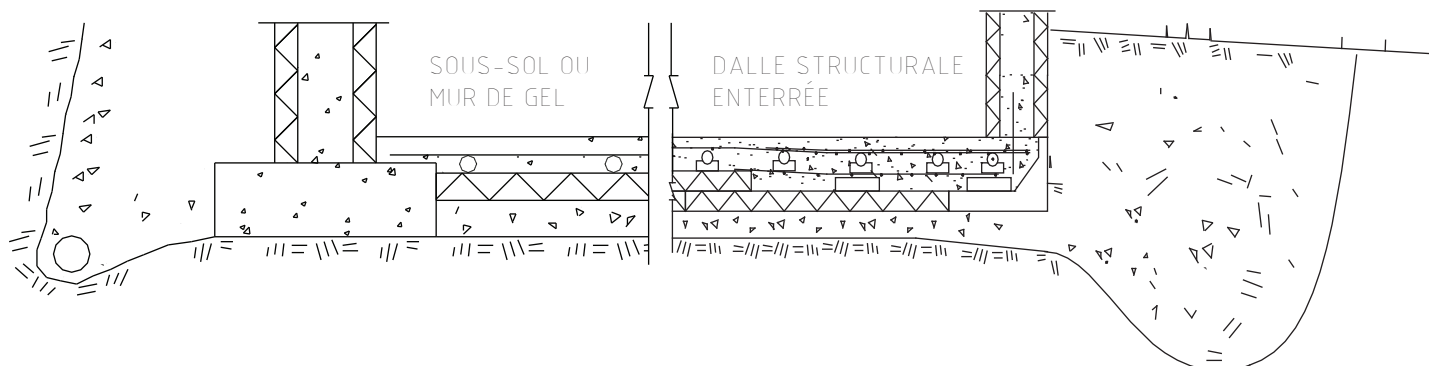 SOUS-SOL OU
MUR DE GEL
DALLE STRUCTURALE
ENTERRÉE